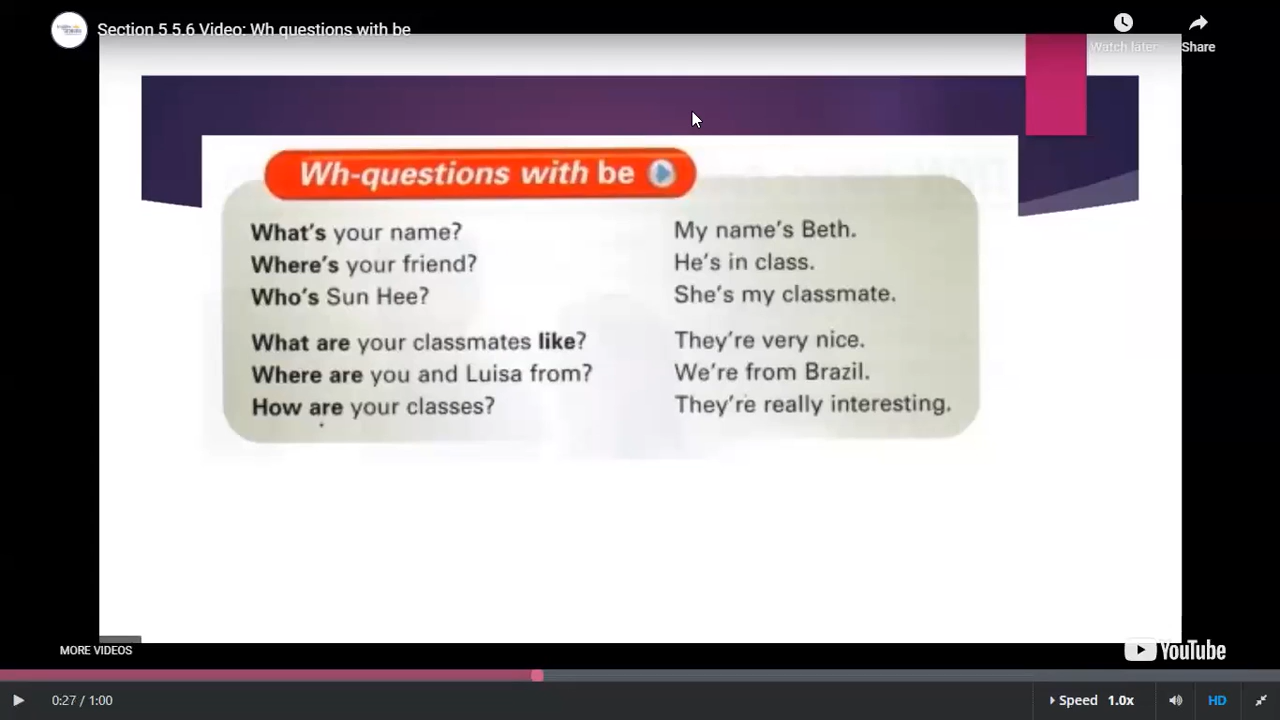 Section 5.5.6 Video: Wh questions with be
Watch later
Share
Wh-questions with be
What's your name? My name's Beth.
Where's your friend? He's in class.
Who's Sun Hee? She's my classmate.
What are your classmates like? They're very nice.
Where are you and Luisa from? We're from Brazil.
How are your classes? They're really interesting.
MORE VIDEOS
YouTube
0:27 / 1:00
Speed 1.0x
HD